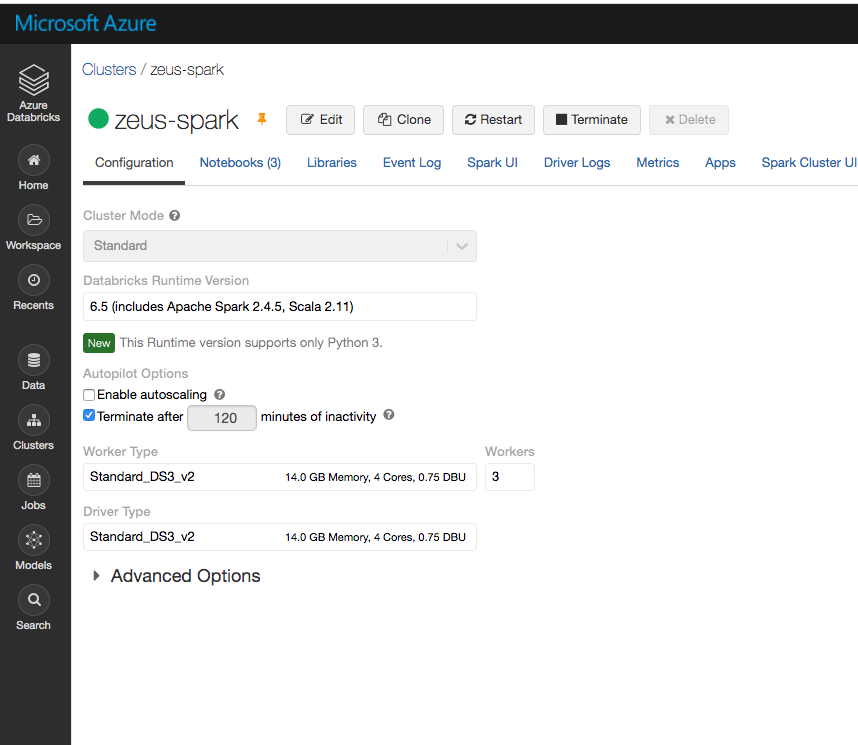 Microsoft Azure
Azure
Databricks
Home
Workspace
Recents
Data
Clusters
Jobs
Models
Search
Clusters / zeus-spark
zeus-spark Edit Clone Restart Terminate Delete
Configuration Notebooks (3) Libraries Event Log Spark UI Driver Logs Metrics Apps Spark Cluster UI
Cluster Mode ?
Standard
Databricks Runtime Version
6.5 (includes Apache Spark 2.4.5, Scala 2.11)
New This Runtime version supports only Python 3.
Autopilot Options
Enable autoscaling ?
Terminate after 120 minutes of inactivity ?
Worker Type Workers
Standard_DS3_v2 14.0 GB Memory, 4 Cores, 0.75 DBU 3
Driver Type
Standard_DS3_v2 14.0 GB Memory, 4 Cores, 0.75 DBU
Advanced Options